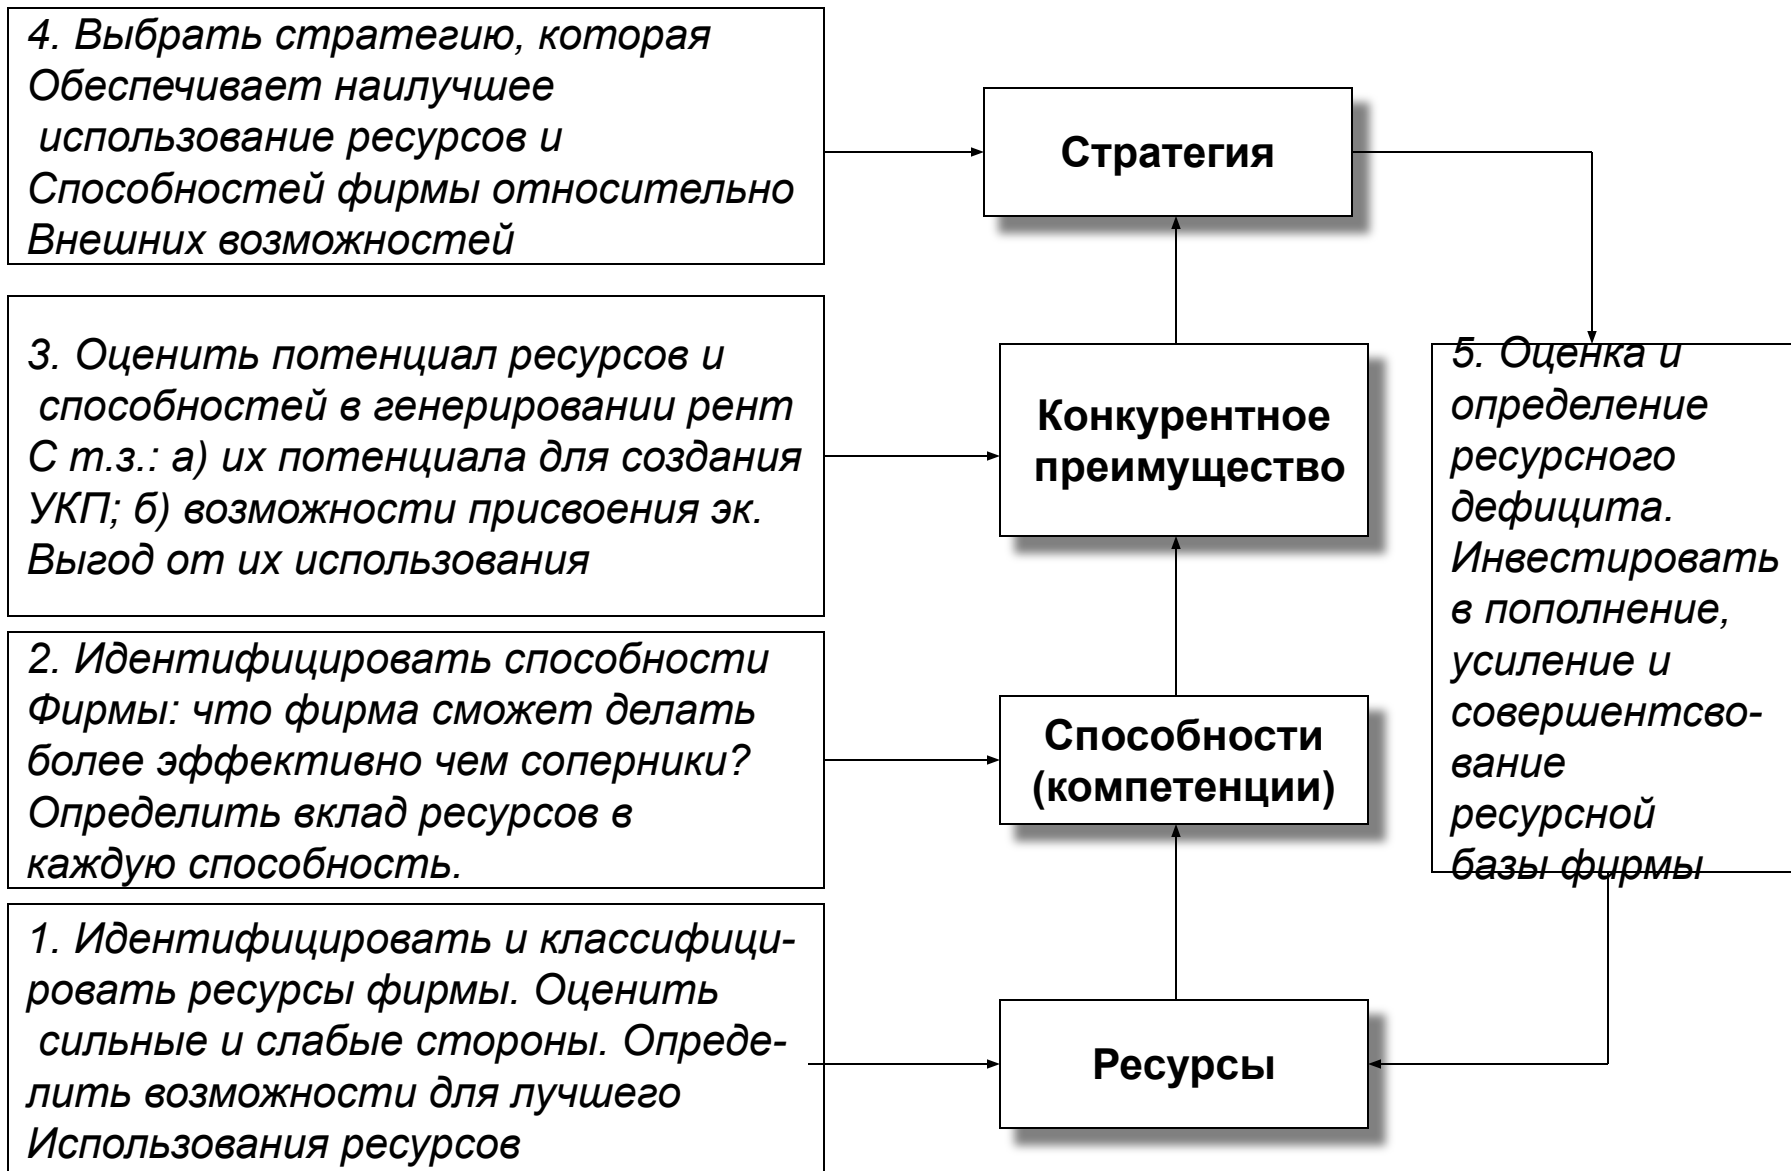 4. Выбрать стратегию, которая
Обеспечивает наилучшее
использование ресурсов и
Способностей фирмы относительно
Внешних возможностей
Стратегия
3. Оценить потенциал ресурсов и
способностей в генерировании рент
С т.з.: а) их потенциала для создания
УКП; б) возможности присвоения эк.
Выгод от их использования
Конкурентное
преимущество
5. Оценка и
определение
ресурсного
дефицита.
Инвестировать
в пополнение,
усиление и
совершентсво-
вание
ресурсной
базы фирмы
2. Идентифицировать способности
Фирмы: что фирма сможет делать
более эффективно чем соперники?
Определить вклад ресурсов в
каждую способность.
Способности
(компетенции)
1. Идентифицировать и классифици-
ровать ресурсы фирмы. Оценить
сильные и слабые стороны. Опреде-
лить возможности для лучшего
Использования ресурсов
Ресурсы